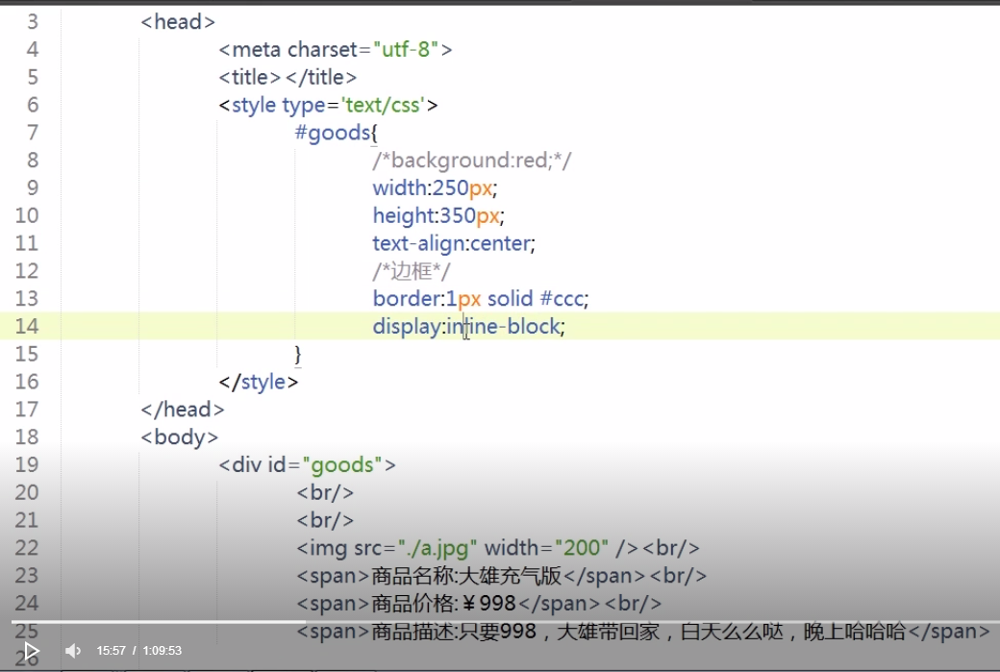 3 <head>
4 <meta charset="utf-8">
5 <title></title>
6 <style type='text/css'>
7 #goods{
8 /*background:red;*/
9 width:250px;
10 height:350px;
11 text-align:center;
12 /*边框*/
13 border:1px solid #ccc;
14 display:inline-block;
15 }
16 </style>
17 </head>
18 <body>
19 <div id="goods">
20 <br/>
21 <br/>
22 <img src="./a.jpg" width="200" /><br/>
23 <span>商品名称:大雄充气版</span><br/>
24 <span>商品价格:￥998</span><br/>
25 <span>商品描述:只要998，大雄带回家，白天么么哒，晚上哈哈哈</span>
26
15:57 / 1:09:53